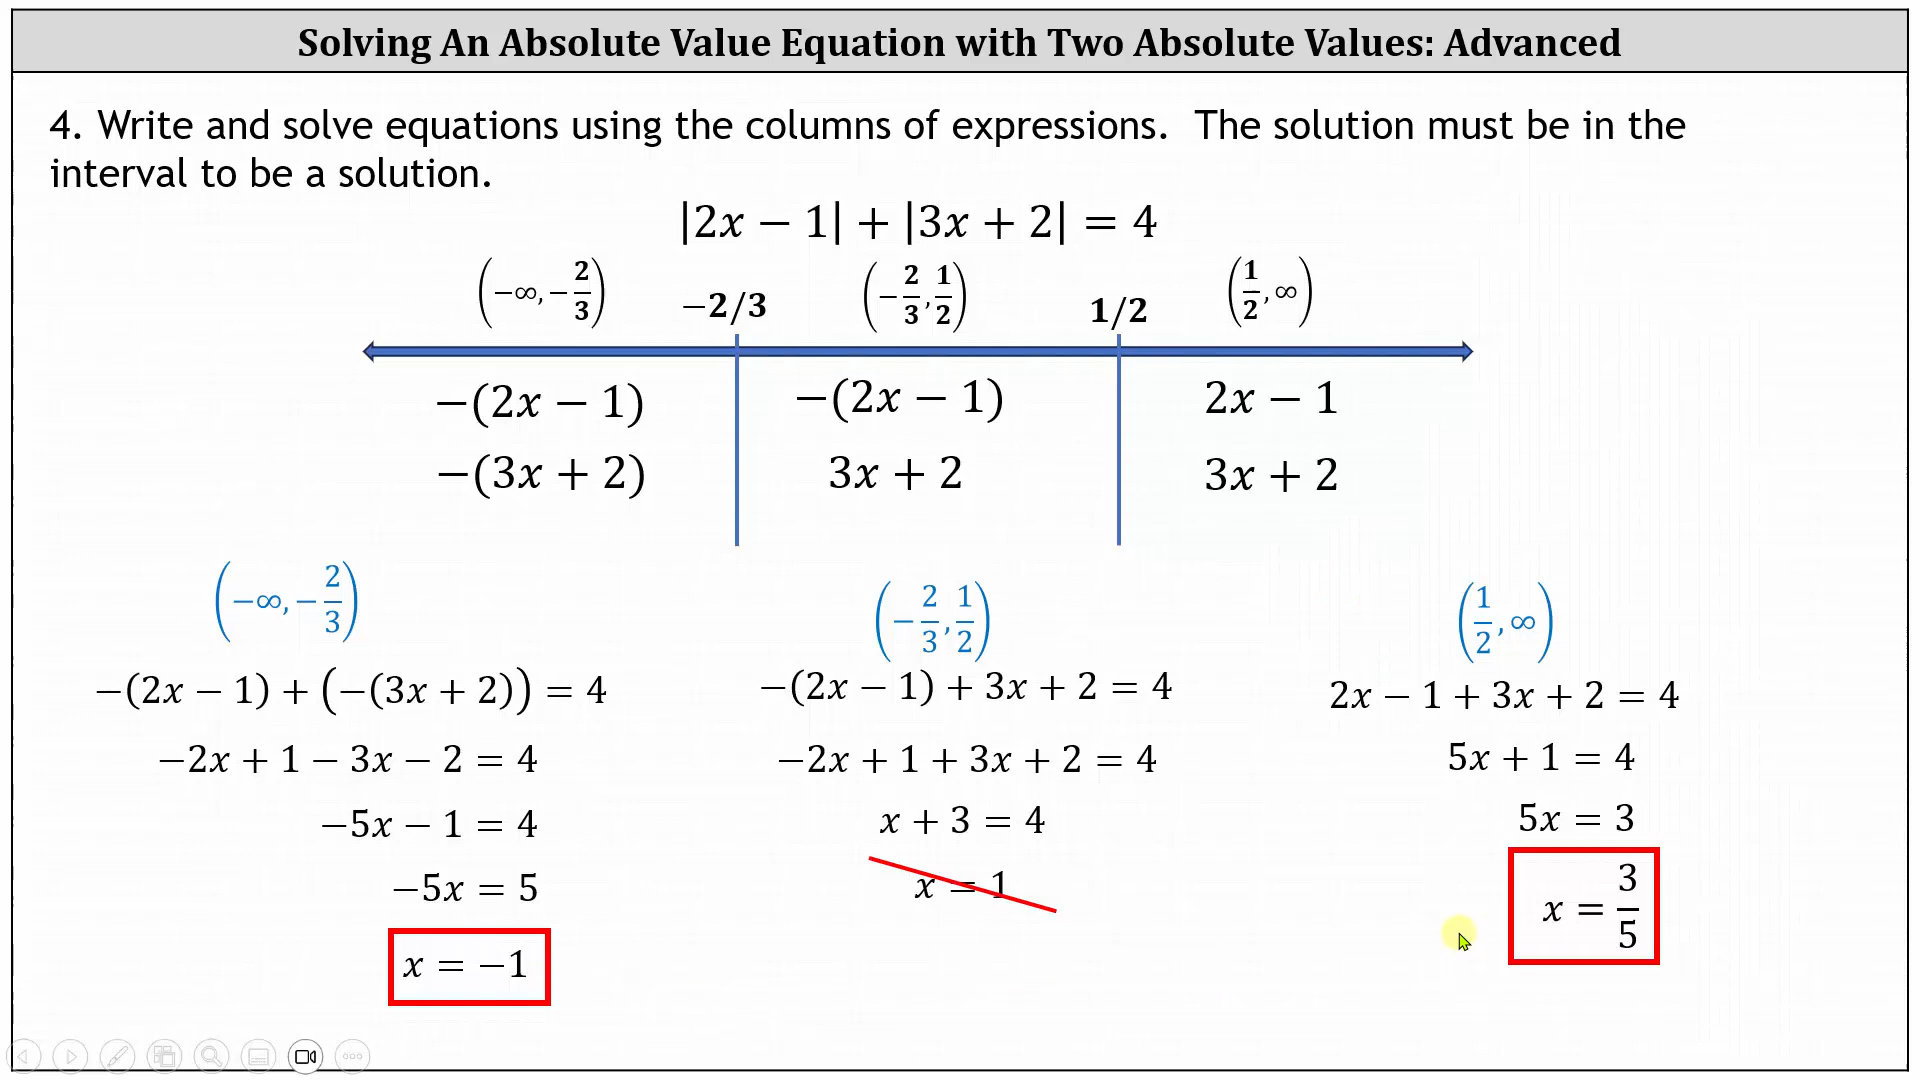 Solving An Absolute Value Equation with Two Absolute Values: Advanced
4. Write and solve equations using the columns of expressions. The solution must be in the
interval to be a solution.
|2x − 1| + |3x + 2| = 4
(−∞, −2/3) −2/3 (−2/3, 1/2) 1/2 (1/2, ∞)
−(2x − 1) −(2x − 1) 2x − 1
−(3x + 2) 3x + 2 3x + 2
(−∞, −2/3)
−(2x − 1) + (−(3x + 2)) = 4
−2x + 1 − 3x − 2 = 4
−5x − 1 = 4
−5x = 5
x = −1
(−2/3, 1/2)
−(2x − 1) + 3x + 2 = 4
−2x + 1 + 3x + 2 = 4
x + 3 = 4
x = 1
(1/2, ∞)
2x − 1 + 3x + 2 = 4
5x + 1 = 4
5x = 3
x = 3/5